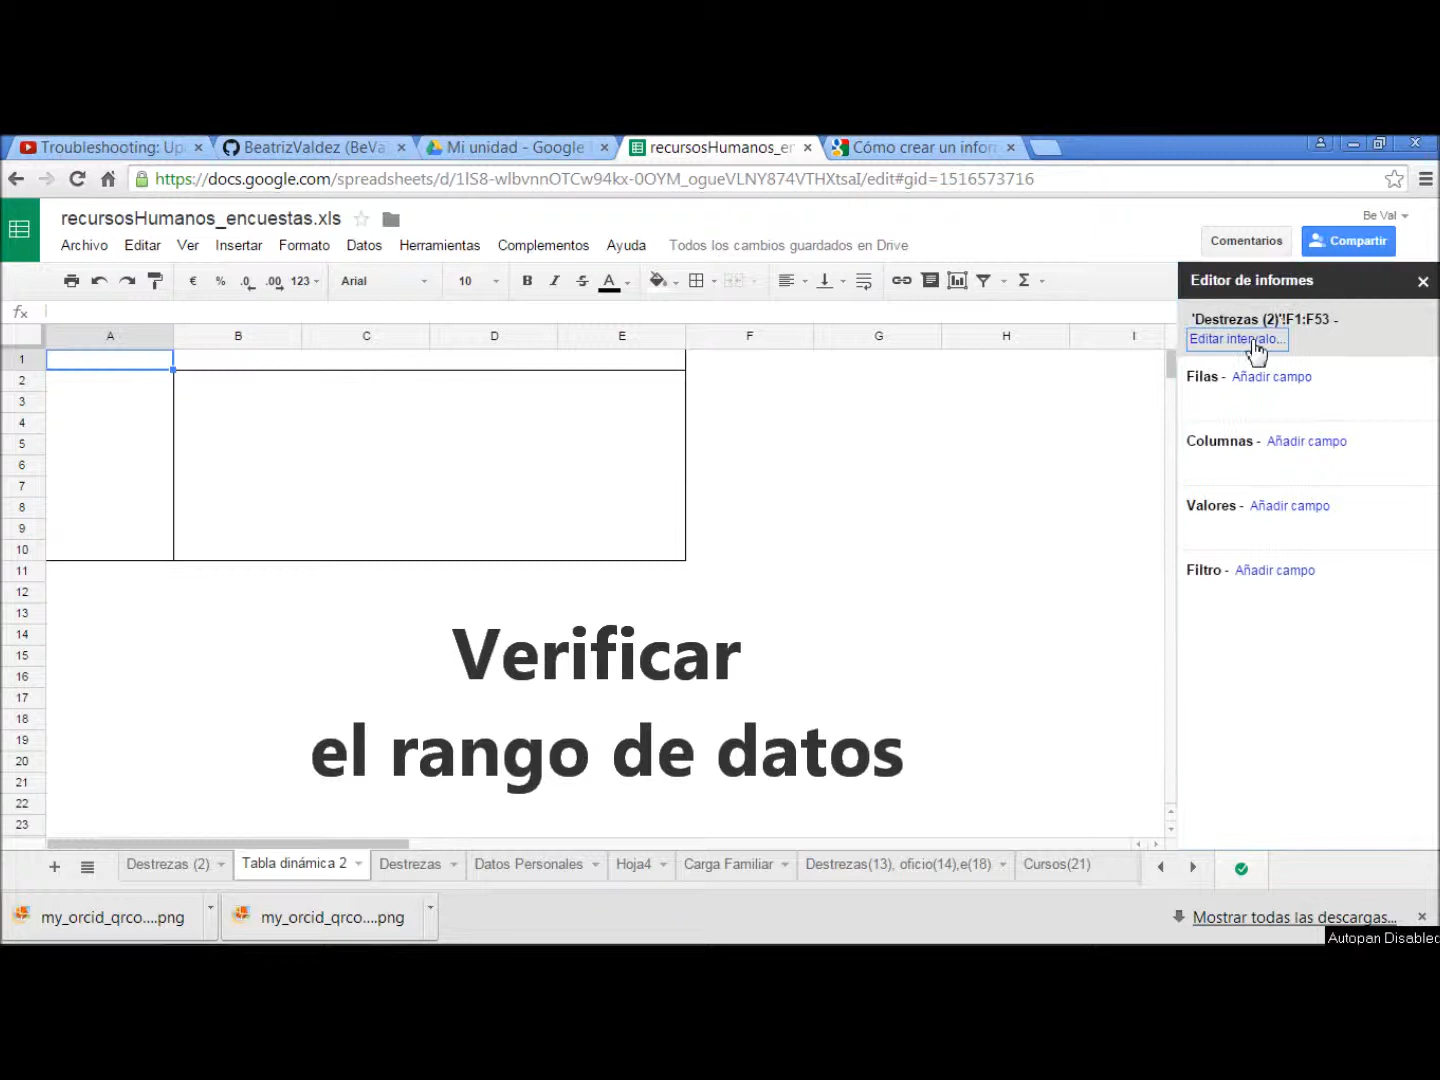 Troubleshooting: Up
BeatrizValdez (BeVa
Mi unidad - Google
recursosHumanos_en
Cómo crear un inform
https://docs.google.com/spreadsheets/d/1lS8-wlbvnnOTCw94kx-0OYM_ogueVLNY874VTHXtsaI/edit#gid=1516573716
recursosHumanos_encuestas.xls
Be Val
Archivo Editar Ver Insertar Formato Datos Herramientas Complementos Ayuda Todos los cambios guardados en Drive
Comentarios
Compartir
€ % .0 .00 123 Arial 10 B I S A Σ
Editor de informes
fx
'Destrezas (2)'!F1:F53 -
Editar intervalo...
A B C D E F G H I
1
2
3
4
5
6
7
8
9
10
11
12
13
14
15
16
17
18
19
20
21
22
23
Filas - Añadir campo
Columnas - Añadir campo
Valores - Añadir campo
Filtro - Añadir campo
Verificar
el rango de datos
Destrezas (2) Tabla dinámica 2 Destrezas Datos Personales Hoja4 Carga Familiar Destrezas(13), oficio(14),e(18) Cursos(21)
my_orcid_qrco....png
my_orcid_qrco....png
Mostrar todas las descargas...
Autopan Disabled